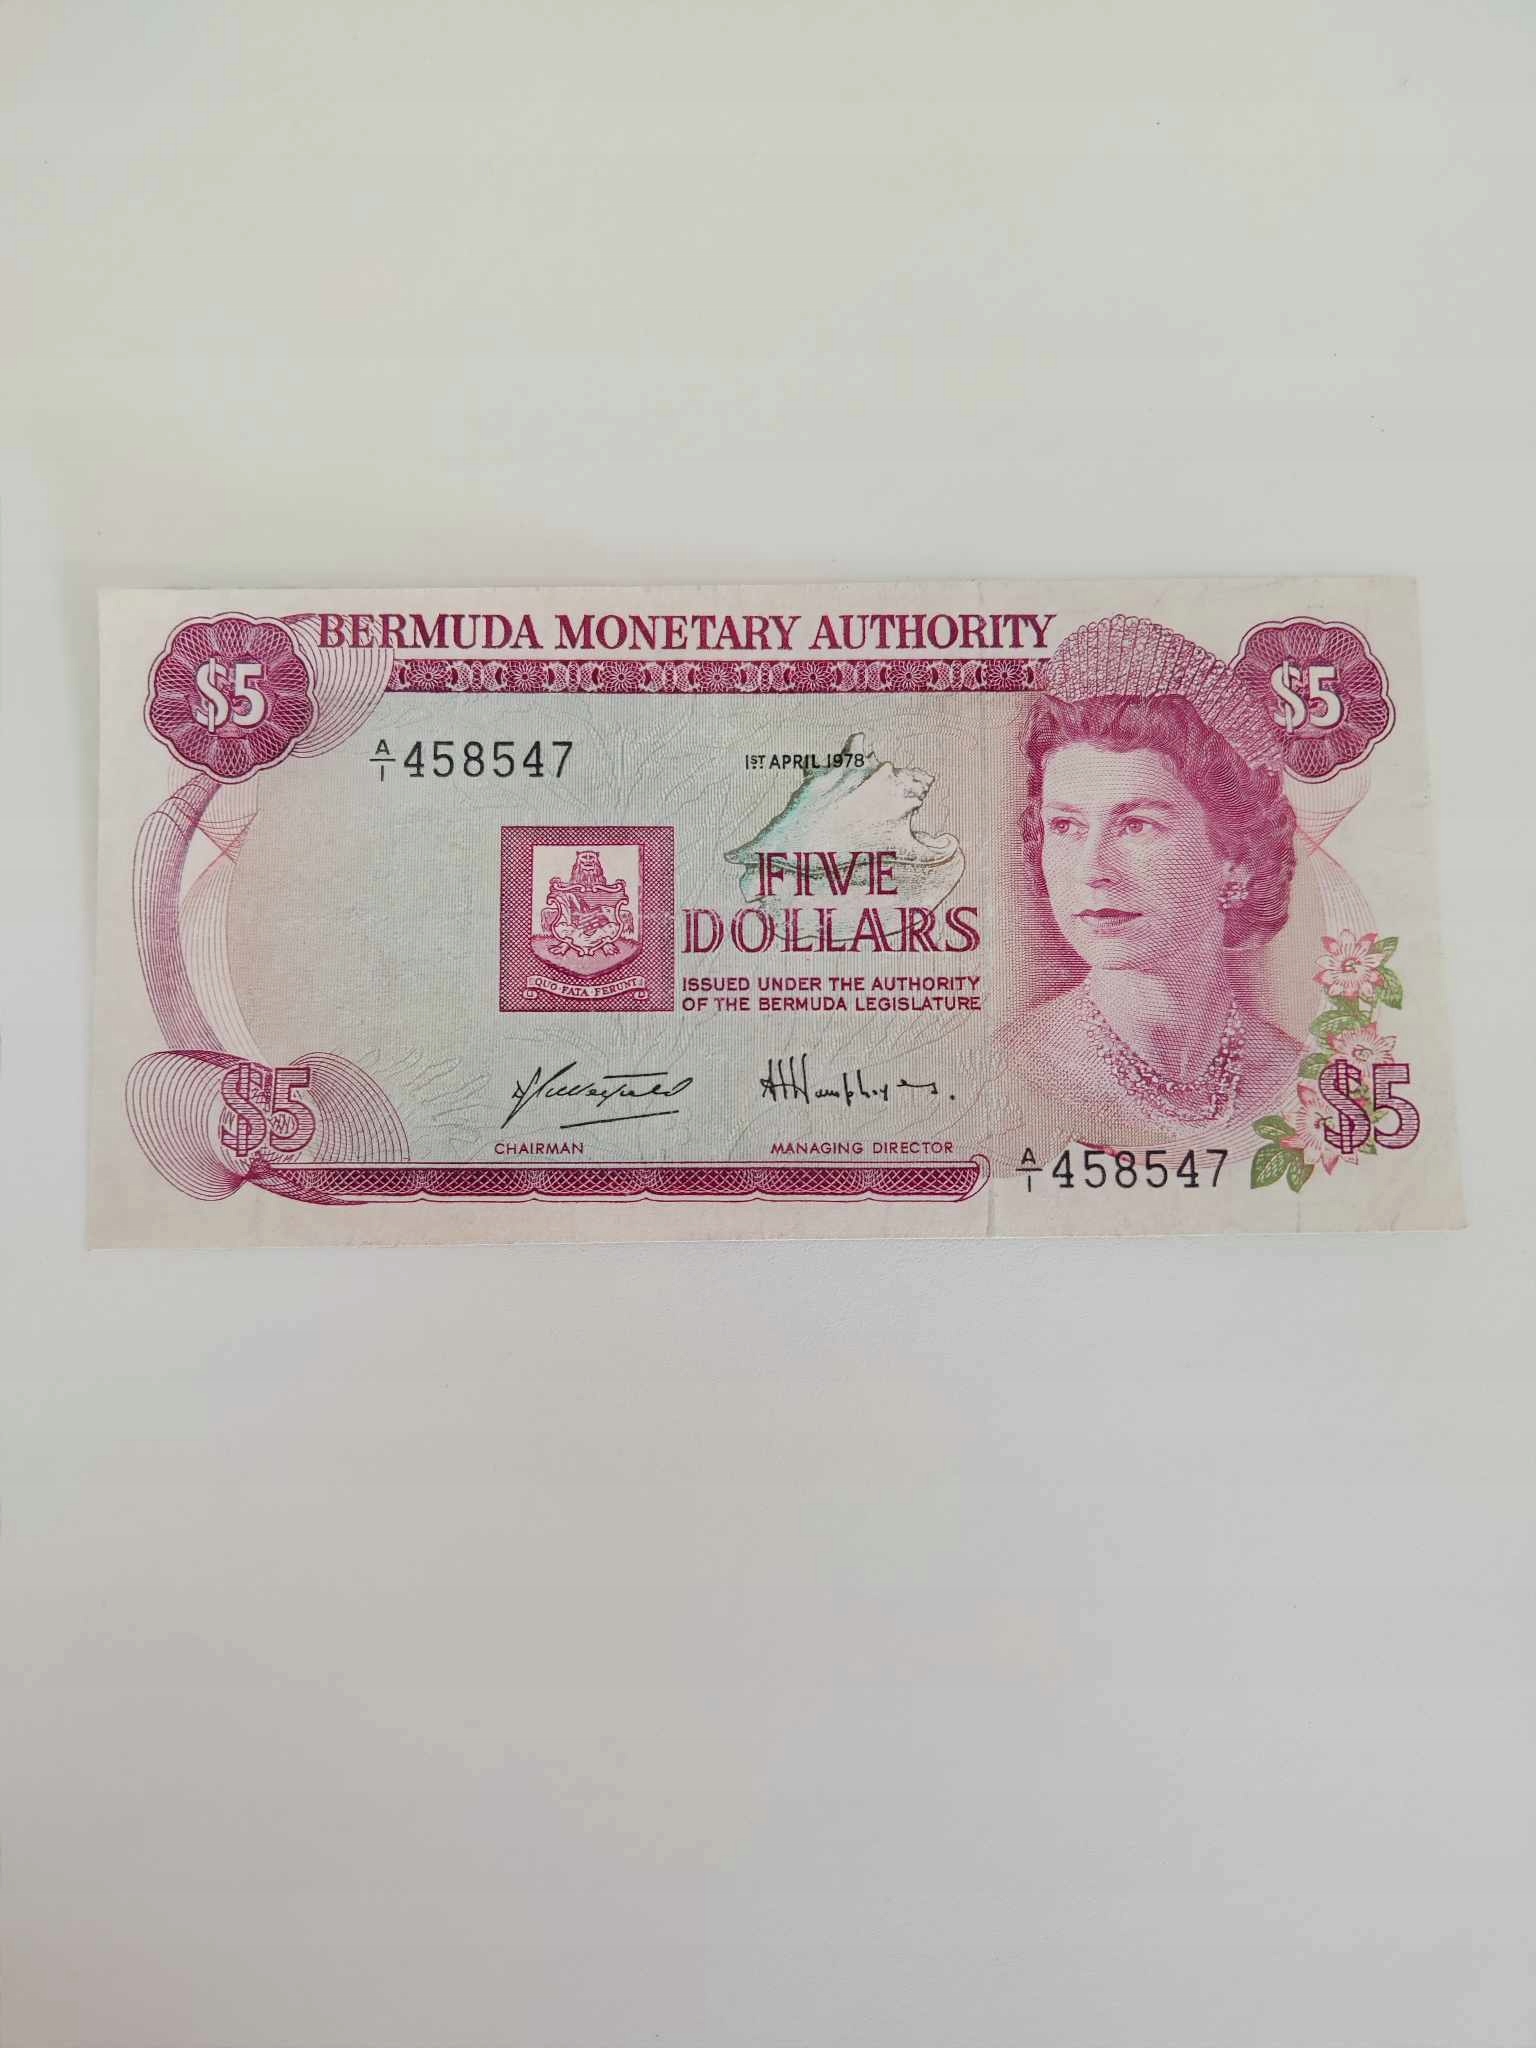 BERMUDA MONETARY AUTHORITY
$5
$5
A/1 458547
1ST APRIL 1978
FIVE
DOLLARS
QUO FATA FERUNT
ISSUED UNDER THE AUTHORITY
OF THE BERMUDA LEGISLATURE
$5
$5
CHAIRMAN
MANAGING DIRECTOR
A/1 458547